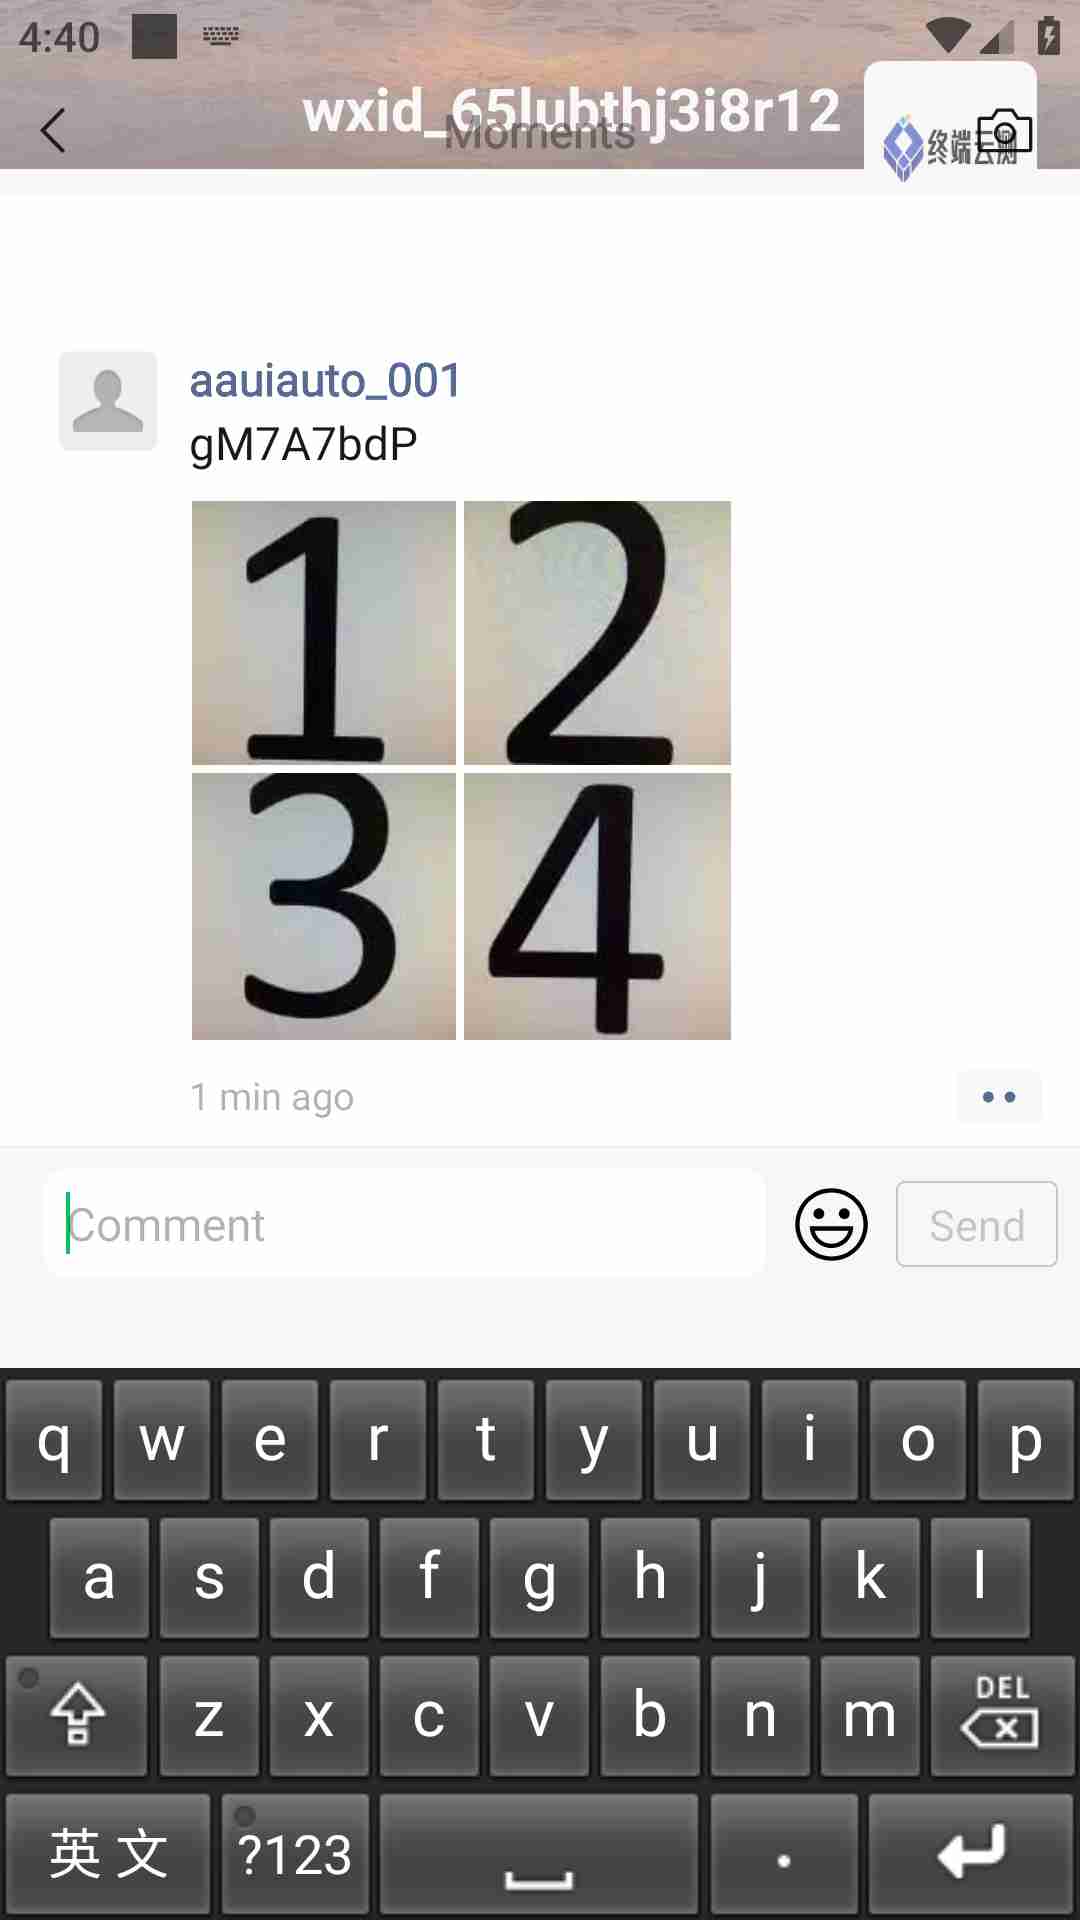 4:40
wxid_65lubthj3i8r12
Moments
终端云测
aauiauto_001
gM7A7bdP
1 2
3 4
1 min ago
Comment
Send
q w e r t y u i o p
a s d f g h j k l
DEL
z x c v b n m
英文 ?123 .